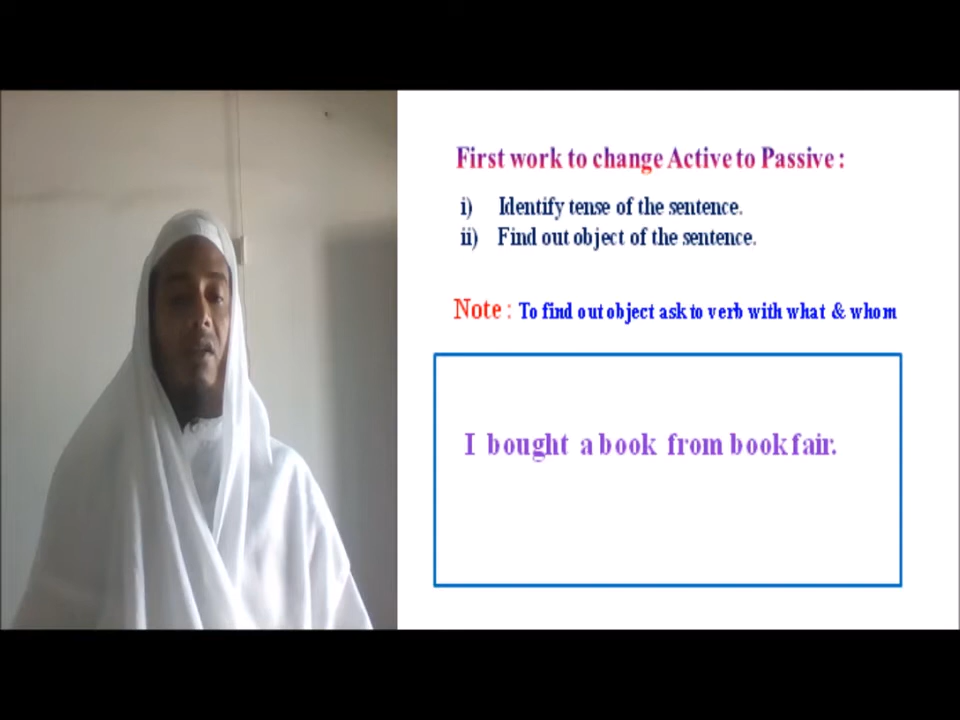 First work to change Active to Passive :
i) Identify tense of the sentence.
ii) Find out object of the sentence.
Note : To find out object ask to verb with what & whom
I bought a book from book fair.